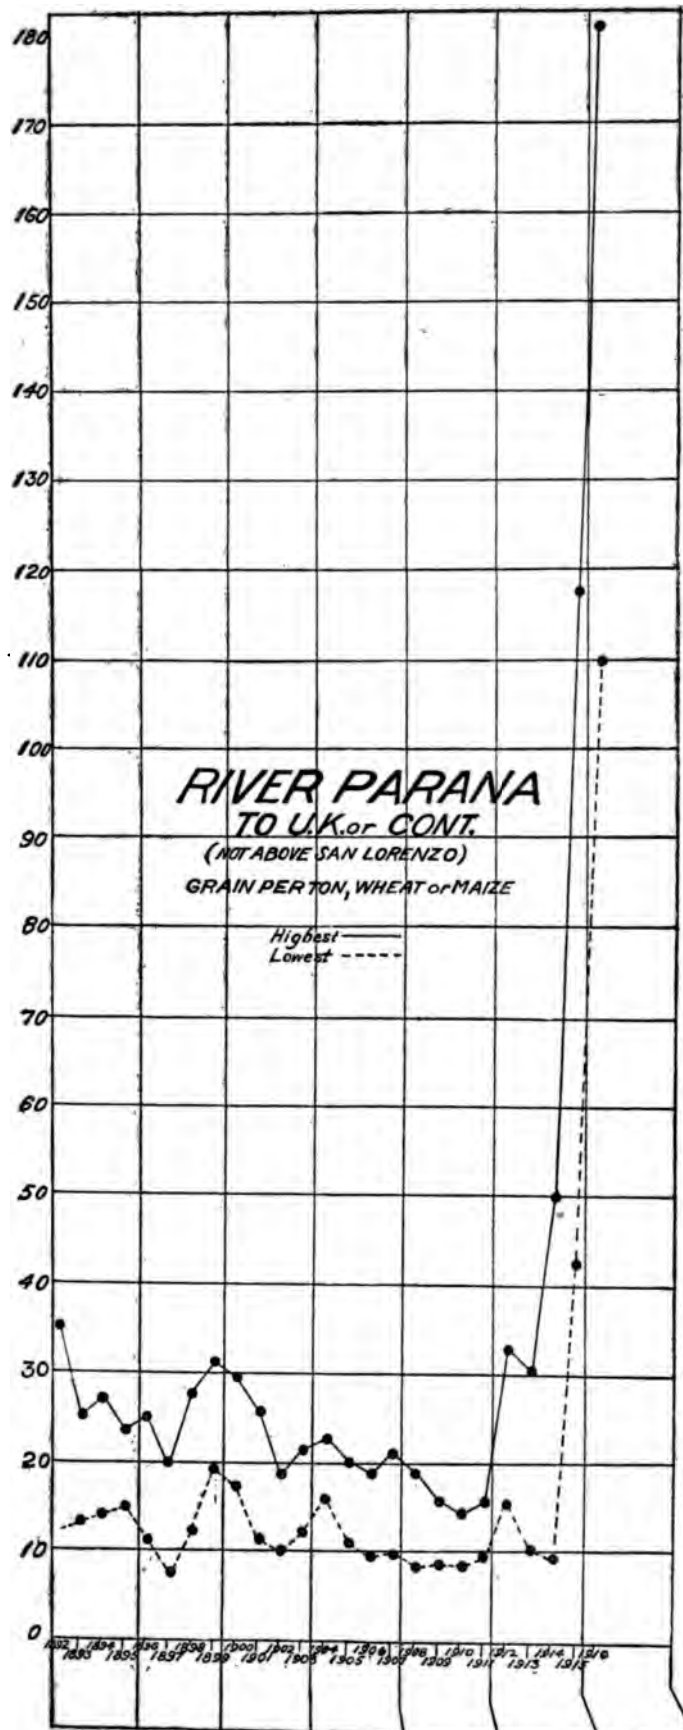 180
170
160
150
140
130
120
110
100
RIVER PARANA
TO U.K. or CONT.
90
(NOT ABOVE SAN LORENZO)
GRAIN PER TON, WHEAT or MAIZE
80
Highest
Lowest
70
60
50
40
30
20
10
0
1892 1894 1896 1898 1900 1902 1904 1906 1908 1910 1912 1914 1916
1893 1895 1897 1899 1901 1903 1905 1907 1909 1911 1913 1915